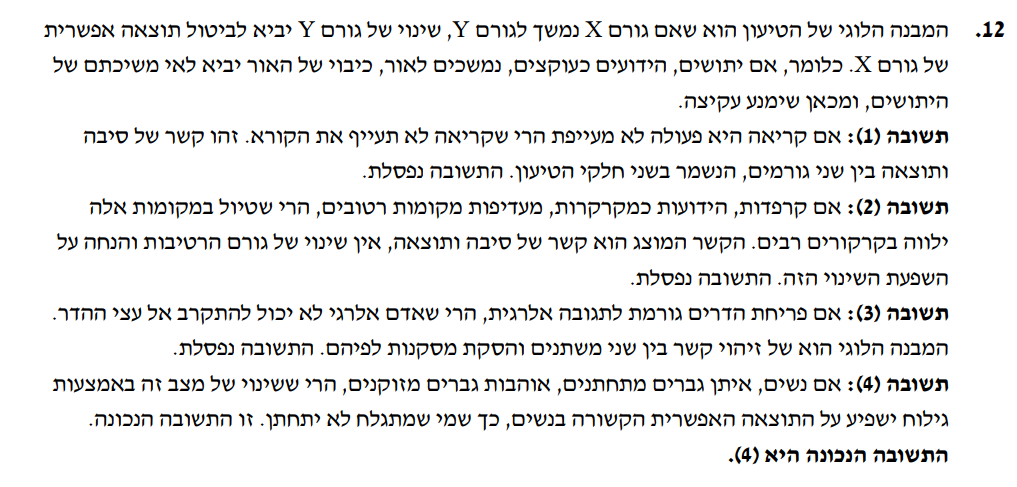 12. המבנה הלוגי של הטיעון הוא שאם גורם X נמשך לגורם Y, שינוי של גורם Y יביא לביטול תוצאה אפשרית
של גורם X. כלומר, אם יתושים, הידועים כעוקצים, נמשכים לאור, כיבוי של האור יביא לאי משיכתם של
היתושים, ומכאן שימנע עקיצה.
תשובה (1): אם קריאה היא פעולה לא מעייפת הרי שקריאה לא תעייף את הקורא. זהו קשר של סיבה
ותוצאה בין שני גורמים, הנשמר בשני חלקי הטיעון. התשובה נפסלת.
תשובה (2): אם קרפדות, הידועות כמקרקרות, מעדיפות מקומות רטובים, הרי שטיול במקומות אלה
ילווה בקרקורים רבים. הקשר המוצג הוא קשר של סיבה ותוצאה, אין שינוי של גורם הרטיבות והנחה על
השפעת השינוי הזה. התשובה נפסלת.
תשובה (3): אם פריחת הדרים גורמת לתגובה אלרגית, הרי שאדם אלרגי לא יכול להתקרב אל עצי ההדר.
המבנה הלוגי הוא של זיהוי קשר בין שני משתנים והסקת מסקנות לפיהם. התשובה נפסלת.
תשובה (4): אם נשים, איתן גברים מתחתנים, אוהבות גברים מזוקנים, הרי ששינוי של מצב זה באמצעות
גילוח ישפיע על התוצאה האפשרית הקשורה בנשים, כך שמי שמתגלח לא יתחתן. זו התשובה הנכונה.
התשובה הנכונה היא (4).